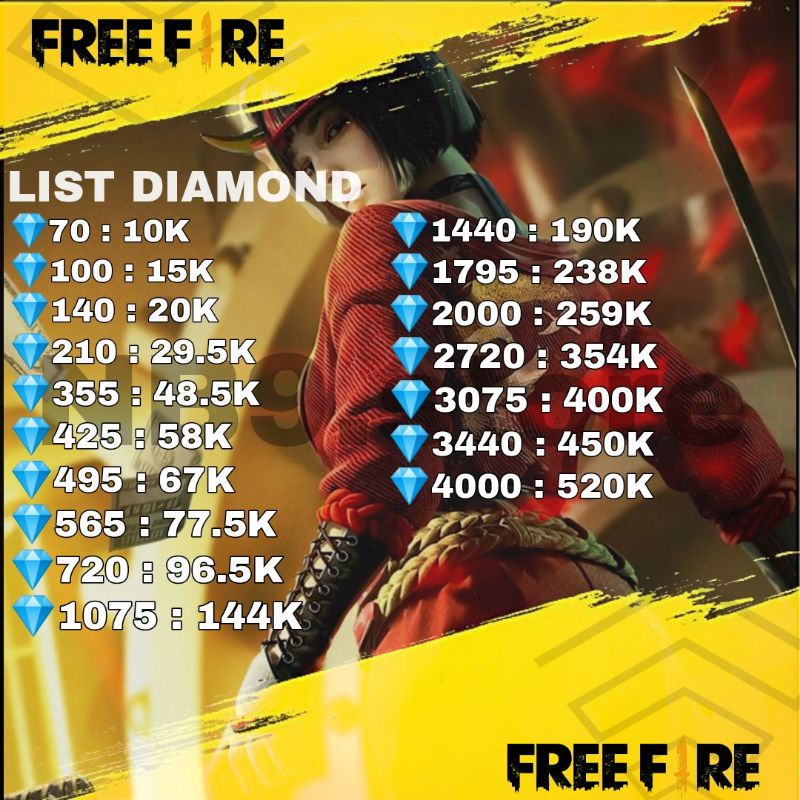 FREE FIRE
LIST DIAMOND
70 : 10K
100 : 15K
140 : 20K
210 : 29.5K
355 : 48.5K
425 : 58K
495 : 67K
565 : 77.5K
720 : 96.5K
1075 : 144K
1440 : 190K
1795 : 238K
2000 : 259K
2720 : 354K
3075 : 400K
3440 : 450K
4000 : 520K
FREE FIRE